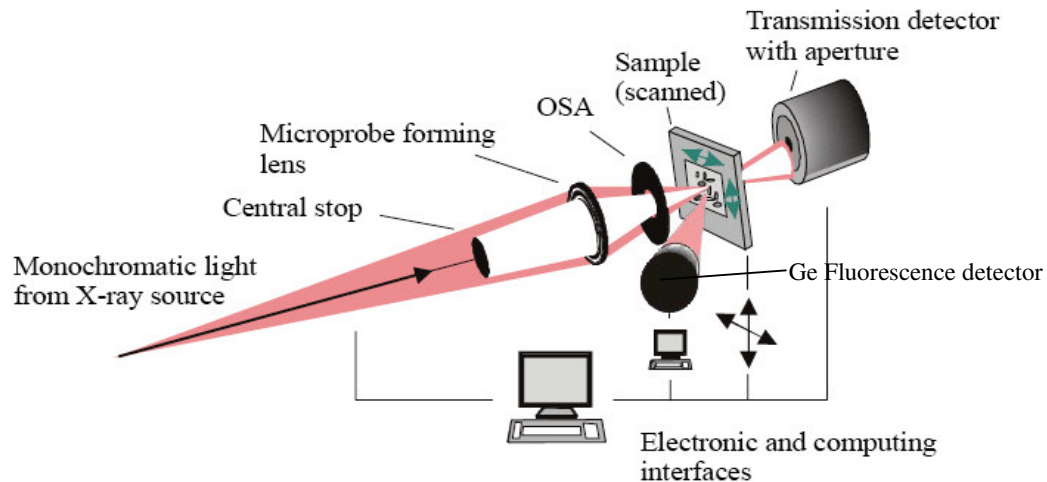 Transmission detector
with aperture
Sample
(scanned)
OSA
Microprobe forming
lens
Central stop
Monochromatic light
from X-ray source
Ge Fluorescence detector
Electronic and computing
interfaces